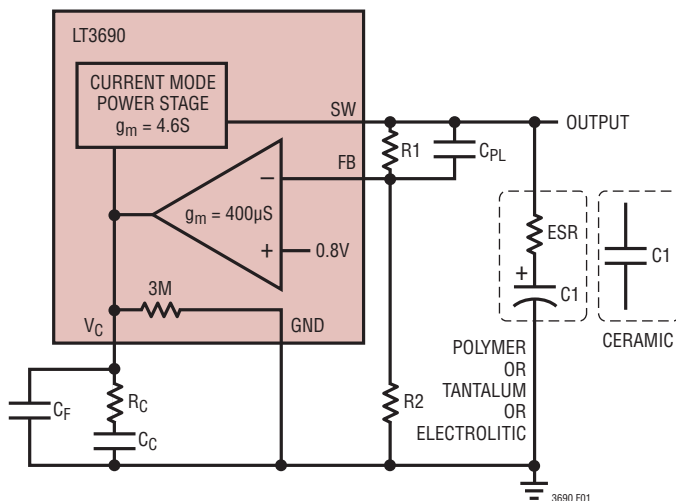 LT3690
CURRENT MODE
POWER STAGE
gm = 4.6S
SW
OUTPUT
R1
CPL
FB
−
gm = 400µS
+
0.8V
ESR
+
C1
C1
3M
VC
GND
CERAMIC
POLYMER
OR
TANTALUM
OR
ELECTROLITIC
CF
RC
CC
R2
3690 F01